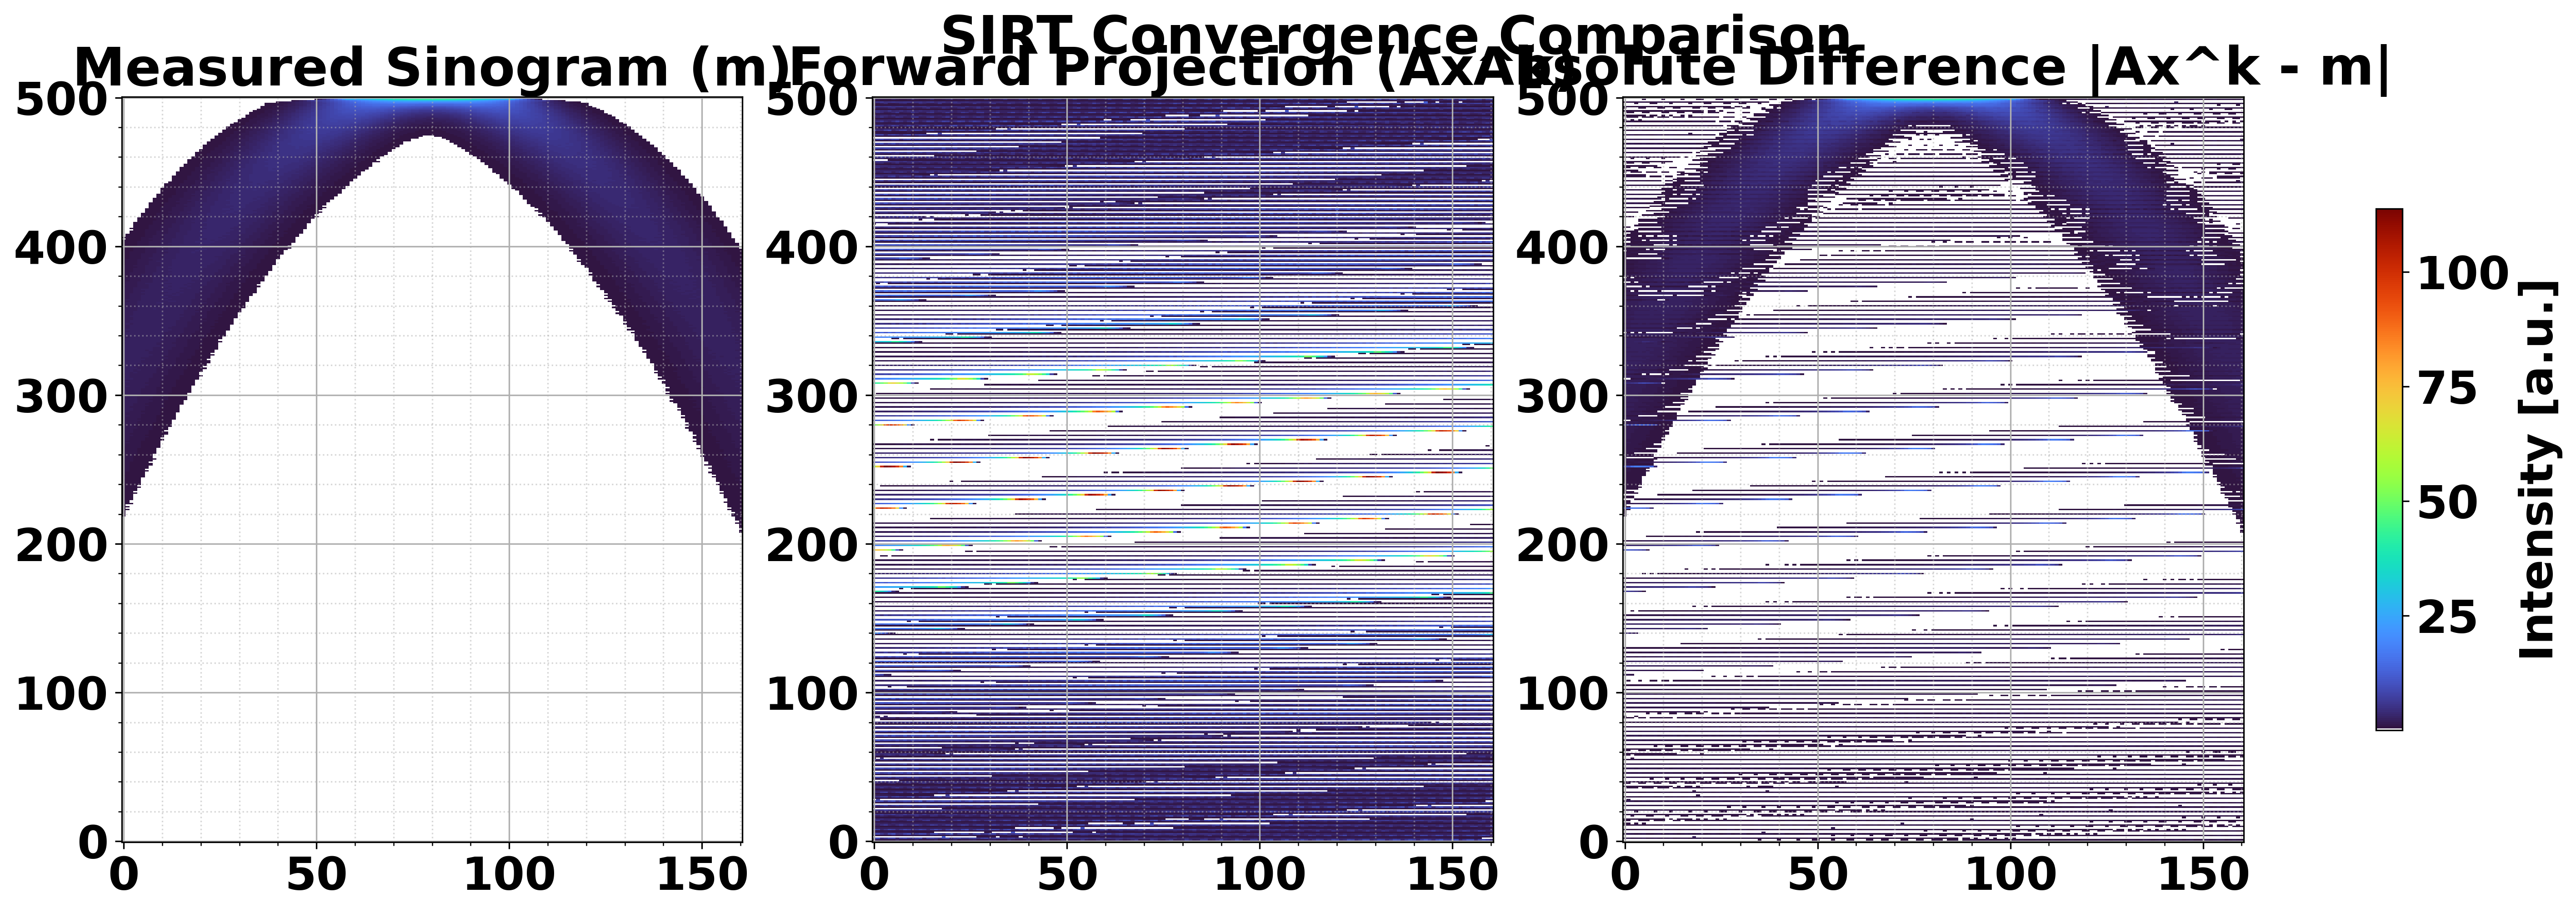 SIRT Convergence Comparison
Measured Sinogram (m)
Forward Projection (Ax^k)
Absolute Difference |Ax^k - m|
500
400
300
200
100
0
0 50 100 150
500
400
300
200
100
0
0 50 100 150
500
400
300
200
100
0
0 50 100 150
100
75
50
25
Intensity [a.u.]